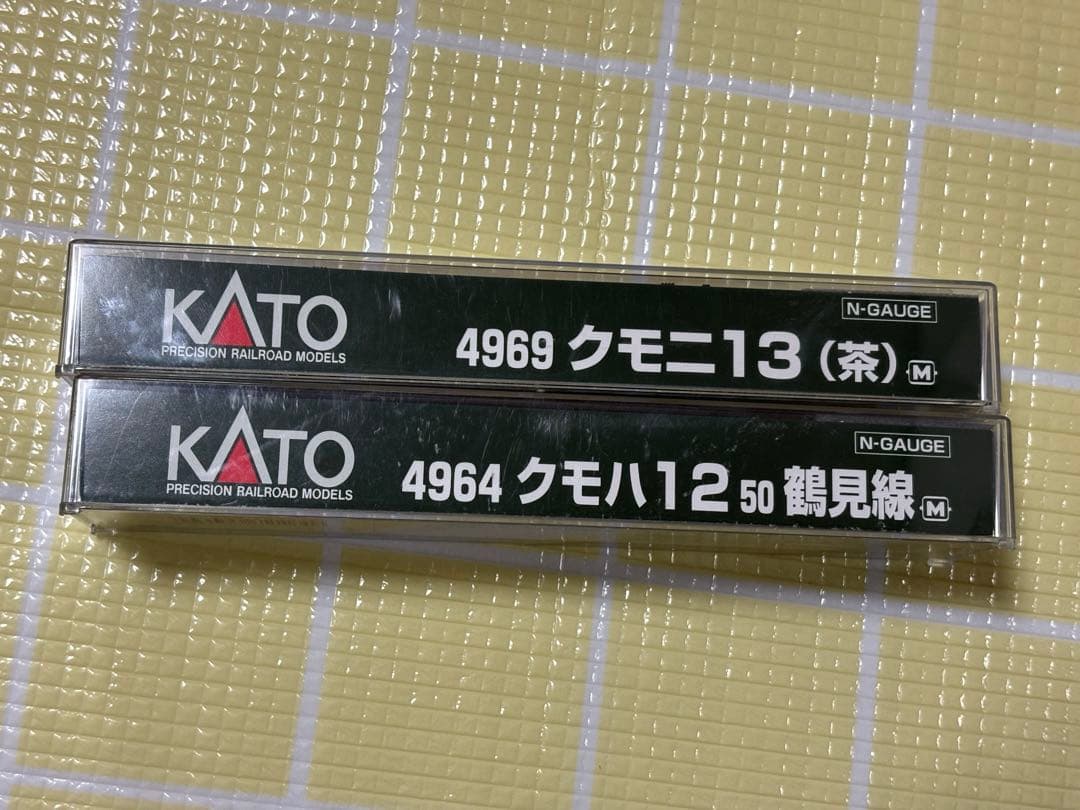 KATO
PRECISION RAILROAD MODELS
N-GAUGE
4969 クモニ13（茶） M
KATO
PRECISION RAILROAD MODELS
N-GAUGE
4964 クモハ12 50 鶴見線 M